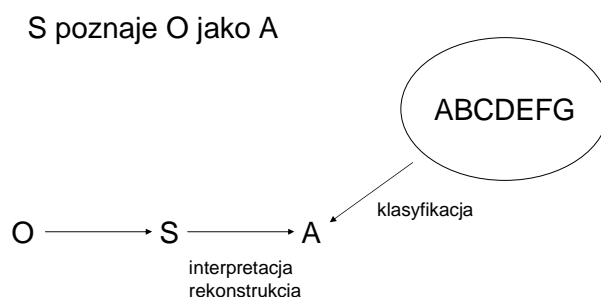 S poznaje O jako A
ABCDEFG
klasyfikacja
O S A
interpretacja
rekonstrukcja